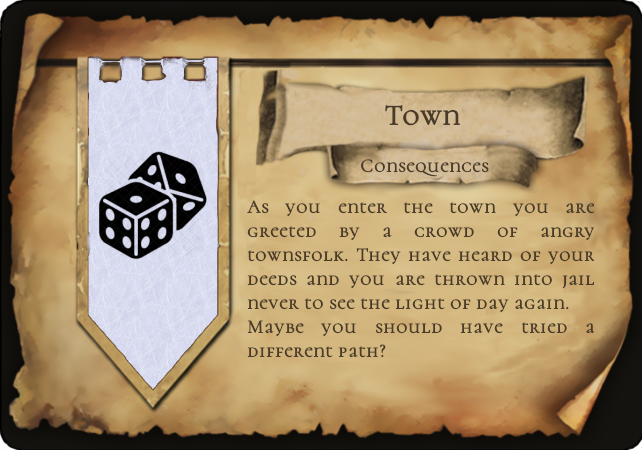 Town
Consequences
As you enter the town you are
greeted by a crowd of angry
townsfolk. They have heard of your
deeds and you are thrown into jail
never to see the light of day again.
Maybe you should have tried a
different path?